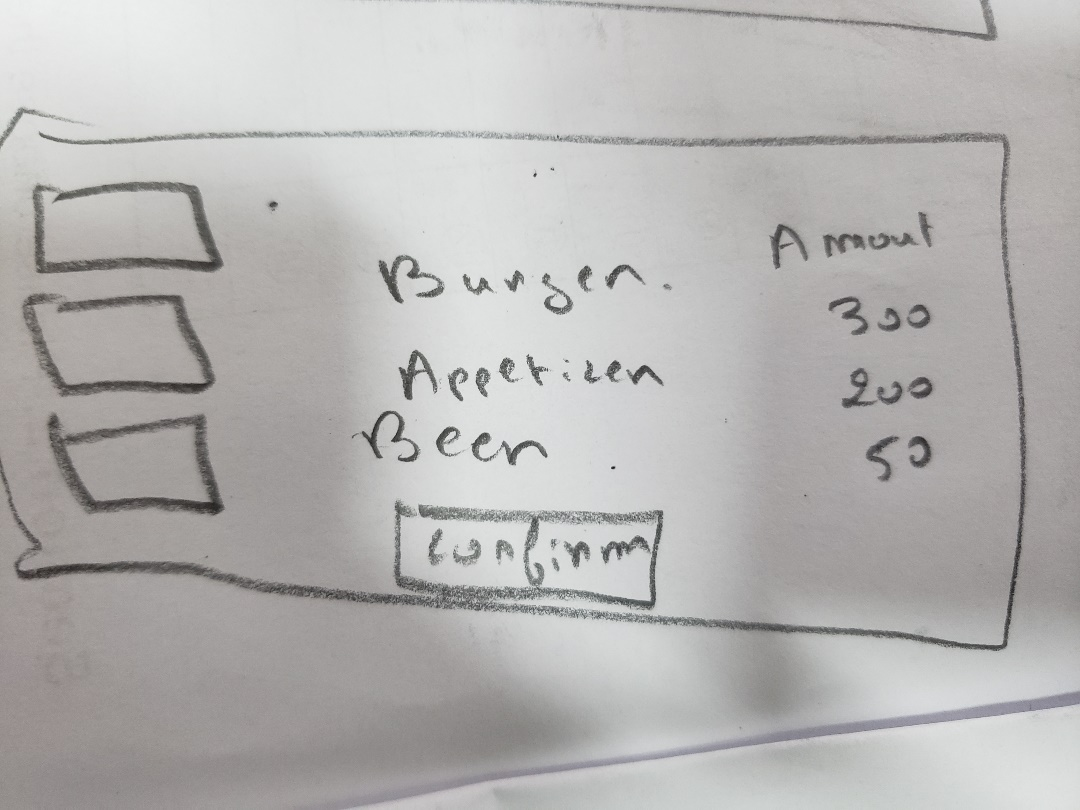 Amout
Burger. 300
Appetizer 200
Beer 50
Confirm